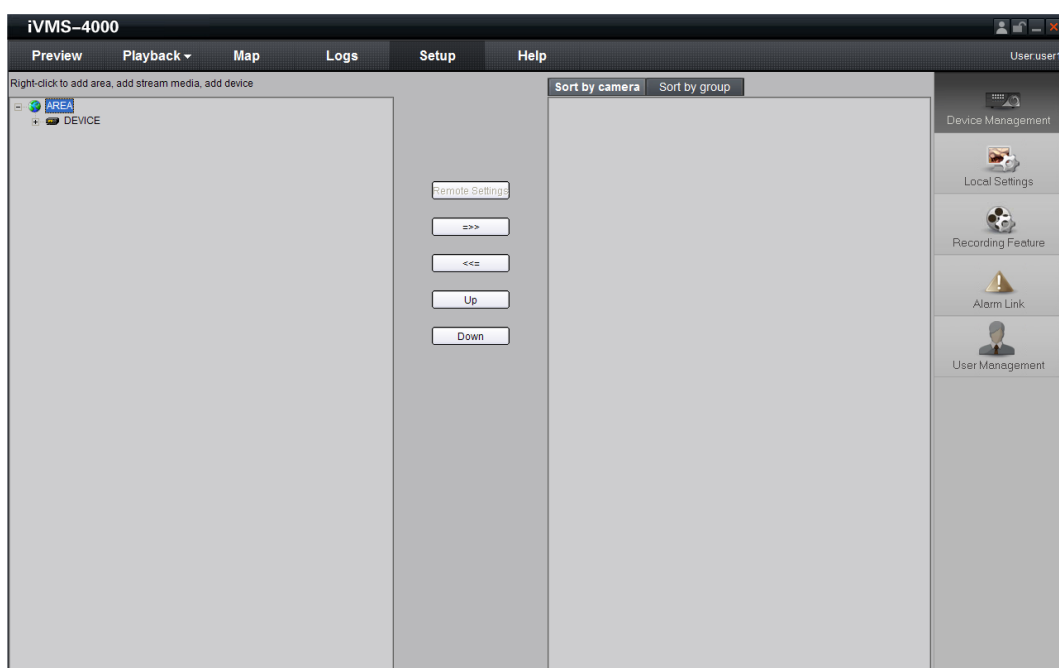 iVMS-4000
Preview Playback Map Logs Setup Help User:user
Right-click to add area, add stream media, add device
Sort by camera Sort by group
AREA
DEVICE
Remote Settings
=>>
<<=
Up
Down
Device Management
Local Settings
Recording Feature
Alarm Link
User Management